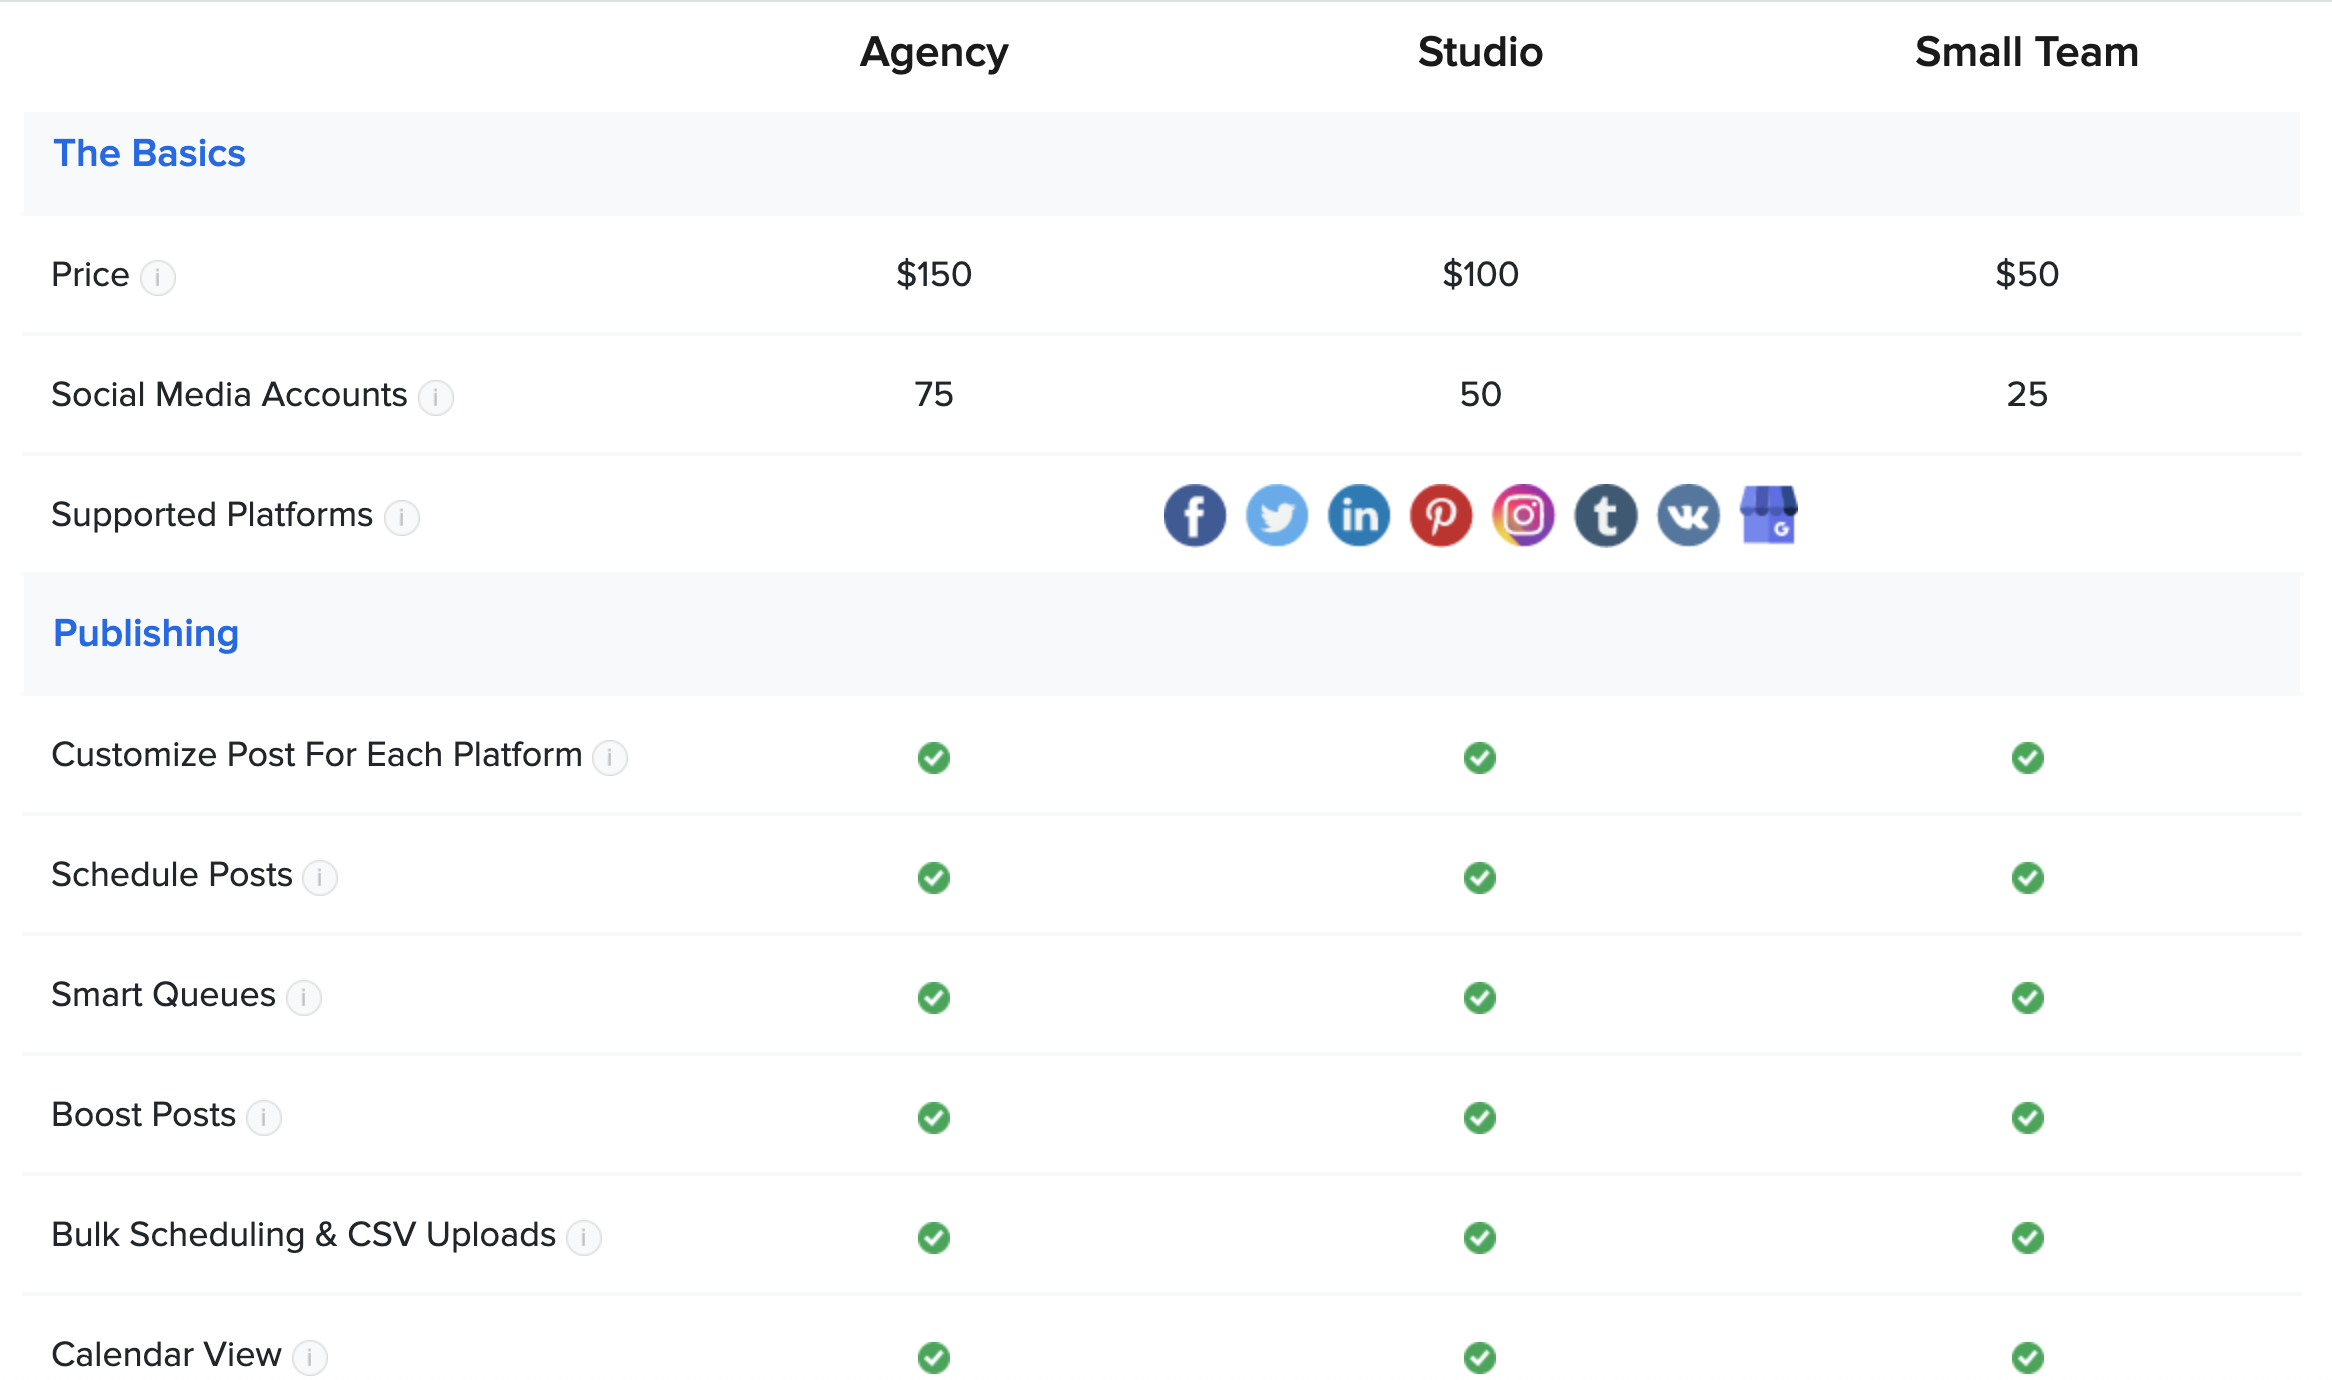 Agency Studio Small Team
The Basics
Price i $150 $100 $50
Social Media Accounts i 75 50 25
Supported Platforms i f in t G
Publishing
Customize Post For Each Platform i
Schedule Posts i
Smart Queues i
Boost Posts i
Bulk Scheduling & CSV Uploads i
Calendar View i